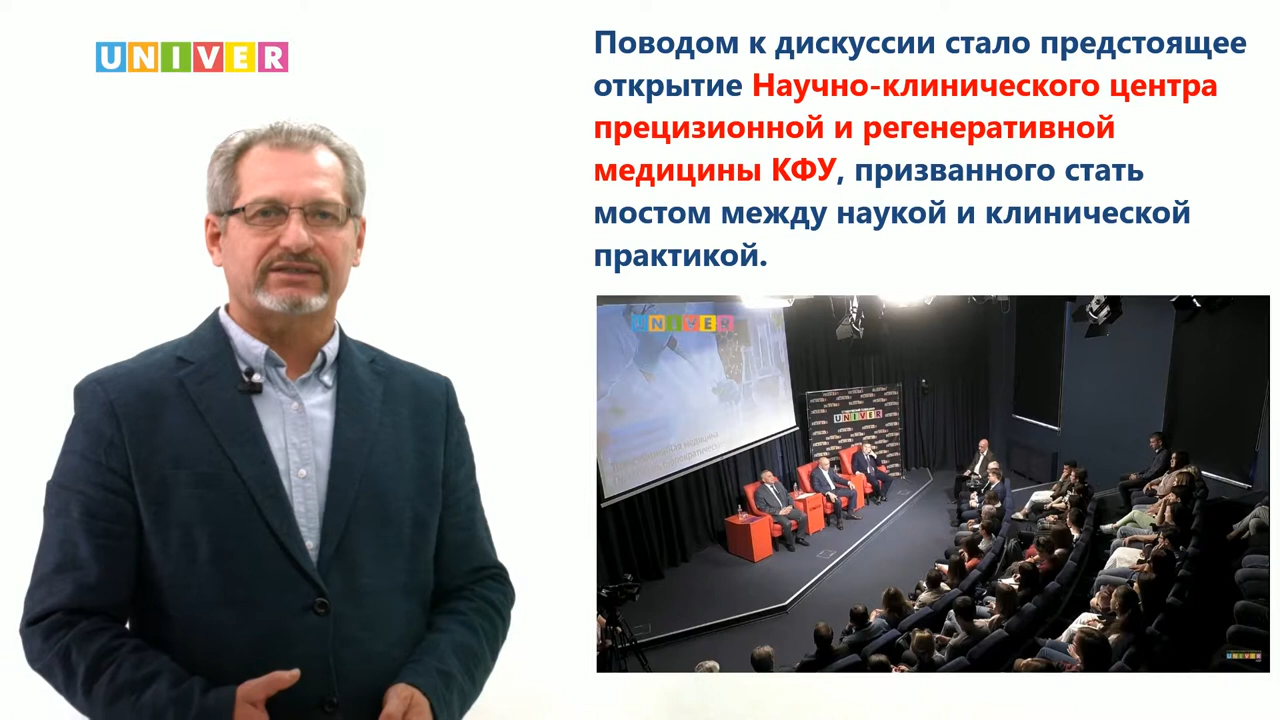 UNIVER
Поводом к дискуссии стало предстоящее
открытие Научно-клинического центра
прецизионной и регенеративной
медицины КФУ, призванного стать
мостом между наукой и клинической
практикой.
UNIVER
UNIVER
UNIVER